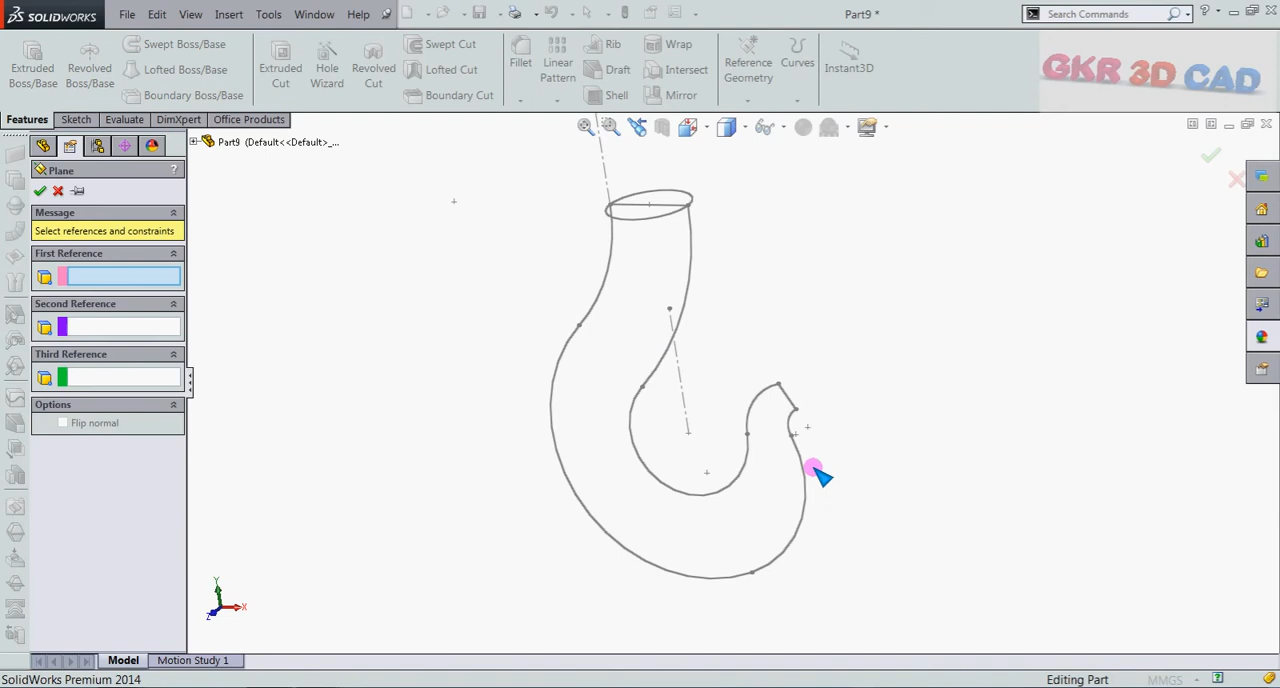 SOLIDWORKS File Edit View Insert Tools Window Help Part9 * Search Commands
Extruded Boss/Base
Revolved Boss/Base
Swept Boss/Base
Lofted Boss/Base
Boundary Boss/Base
Extruded Cut
Hole Wizard
Revolved Cut
Swept Cut
Lofted Cut
Boundary Cut
Fillet
Linear Pattern
Rib
Draft
Shell
Wrap
Intersect
Mirror
Reference Geometry
Curves
Instant3D
GKR 3D CAD
Features Sketch Evaluate DimXpert Office Products
Part9 (Default<<Default>_...
Plane ?
Message
Select references and constraints
First Reference
Second Reference
Third Reference
Options
Flip normal
Y
X
Z
Model Motion Study 1
SolidWorks Premium 2014 Editing Part MMGS